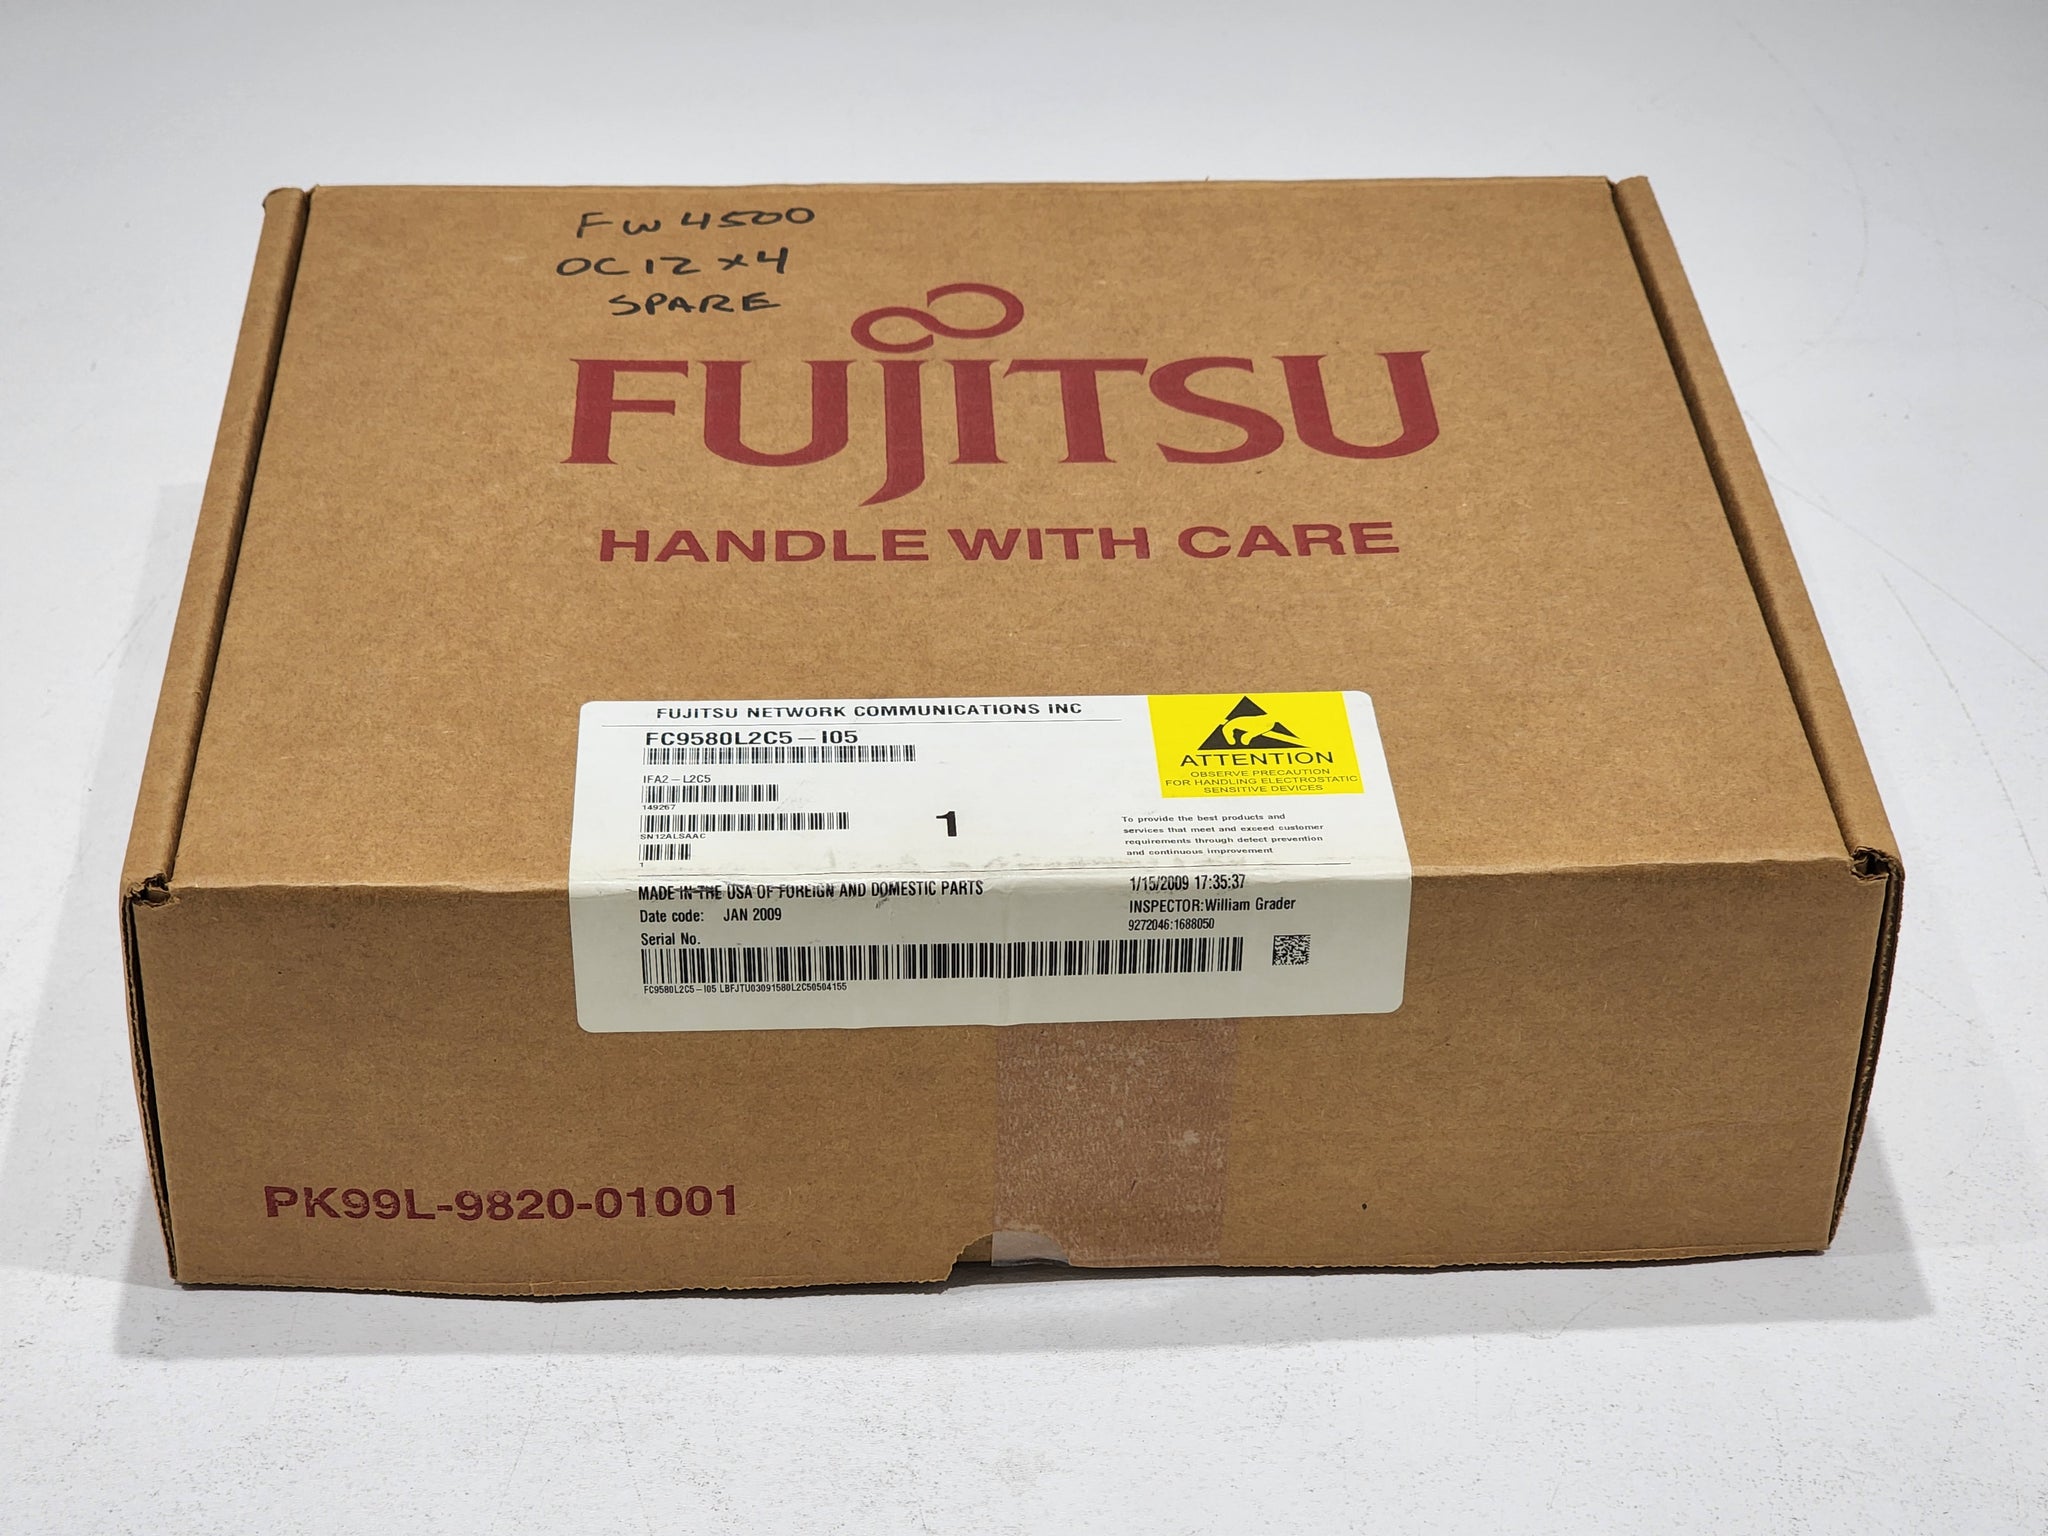 FW 4500
OC12 x4
SPARE
FUJITSU
HANDLE WITH CARE
FUJITSU NETWORK COMMUNICATIONS INC
FC9580L2C5-I05
IFA2-L2C5
149267
SN12ALSAAC
1
1
ATTENTION
OBSERVE PRECAUTION
FOR HANDLING ELECTROSTATIC
SENSITIVE DEVICES
To provide the best products and
services that meet and exceed customer
requirements through defect prevention
and continuous improvement
MADE IN THE USA OF FOREIGN AND DOMESTIC PARTS
Date code: JAN 2009
Serial No.
FC9580L2C5-I05 LBFJTU03091580L2C50504155
1/15/2009 17:35:37
INSPECTOR:William Grader
9272046:1688050
PK99L-9820-01001